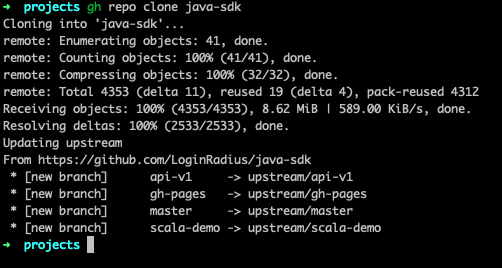 ➜  projects gh repo clone java-sdk
Cloning into 'java-sdk'...
remote: Enumerating objects: 41, done.
remote: Counting objects: 100% (41/41), done.
remote: Compressing objects: 100% (32/32), done.
remote: Total 4353 (delta 11), reused 19 (delta 4), pack-reused 4312
Receiving objects: 100% (4353/4353), 8.62 MiB | 589.00 KiB/s, done.
Resolving deltas: 100% (2533/2533), done.
Updating upstream
From https://github.com/LoginRadius/java-sdk
 * [new branch]      api-v1     -> upstream/api-v1
 * [new branch]      gh-pages   -> upstream/gh-pages
 * [new branch]      master     -> upstream/master
 * [new branch]      scala-demo -> upstream/scala-demo
➜  projects